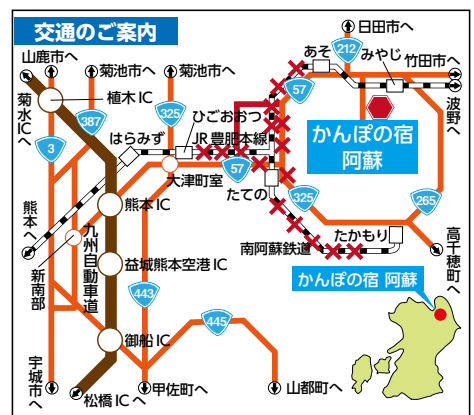 交通のご案内
山鹿市へ
菊池市へ
菊池市へ
日田市へ
竹田市へ
波野へ
菊水ICへ
植木IC
387
325
3
212
57
あそ
みやじ
ひごおおつ
はらみず
JR豊肥本線
57
大津町室
かんぽの宿
阿蘇
たての
325
265
熊本へ
熊本IC
九州自動車道
新南部
益城熊本空港IC
南阿蘇鉄道
たかもり
高千穂町へ
443
445
御船IC
宇城市へ
松橋ICへ
甲佐町へ
山都町へ
かんぽの宿 阿蘇